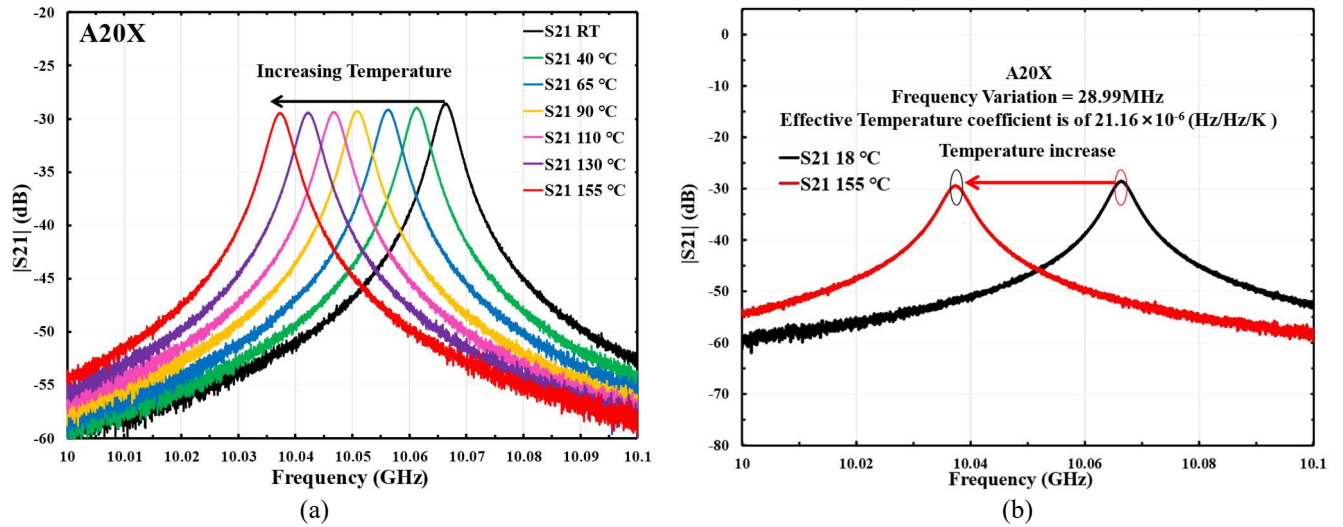 A20X
Increasing Temperature
S21 RT
S21 40 ℃
S21 65 ℃
S21 90 ℃
S21 110 ℃
S21 130 ℃
S21 155 ℃
|S21| (dB)
-20
-25
-30
-35
-40
-45
-50
-55
-60
10 10.01 10.02 10.03 10.04 10.05 10.06 10.07 10.08 10.09 10.1
Frequency (GHz)
(a)
A20X
Frequency Variation = 28.99MHz
Effective Temperature coefficient is of 21.16×10⁻⁶ (Hz/Hz/K )
S21 18 ℃
S21 155 ℃
Temperature increase
|S21| (dB)
0
-10
-20
-30
-40
-50
-60
-70
-80
10 10.02 10.04 10.06 10.08 10.1
Frequency (GHz)
(b)